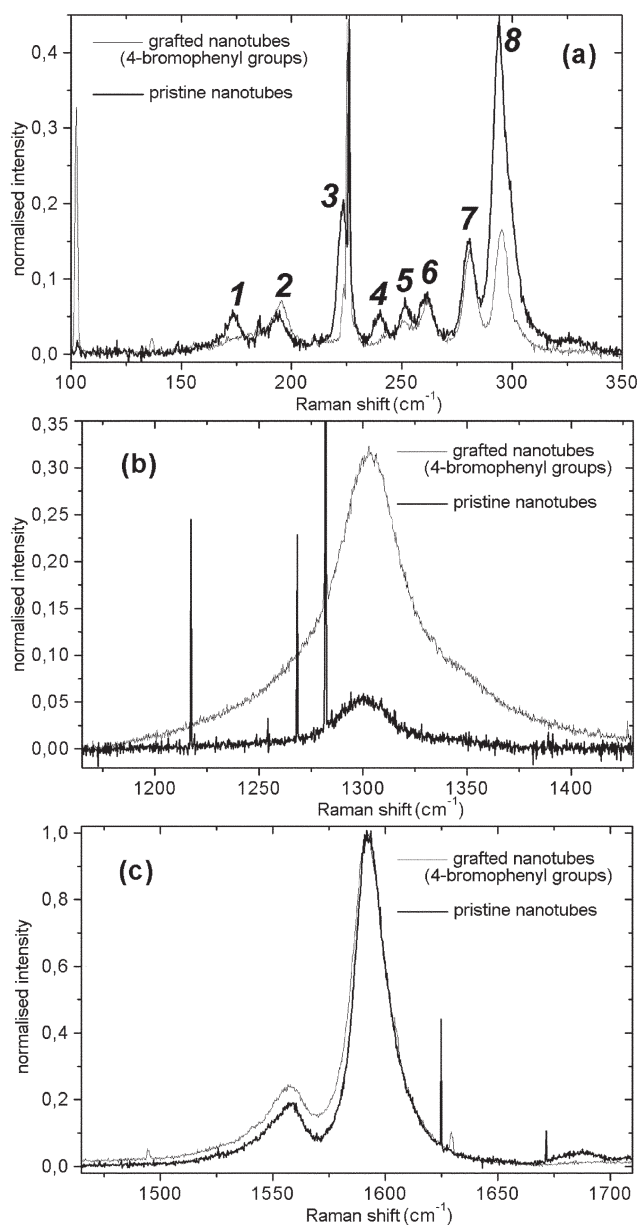 grafted nanotubes
(4-bromophenyl groups)
pristine nanotubes
(a)
1
2
3
4
5
6
7
8
normalised intensity
0,4
0,3
0,2
0,1
0,0
100
150
200
250
300
350
Raman shift (cm-1)
(b)
grafted nanotubes
(4-bromophenyl groups)
pristine nanotubes
normalised intensity
0,35
0,30
0,25
0,20
0,15
0,10
0,05
0,00
1200
1250
1300
1350
1400
Raman shift (cm-1)
(c)
grafted nanotubes
(4-bromophenyl groups)
pristine nanotubes
normalised intensity
1,0
0,8
0,6
0,4
0,2
0,0
1500
1550
1600
1650
1700
Raman shift (cm-1)